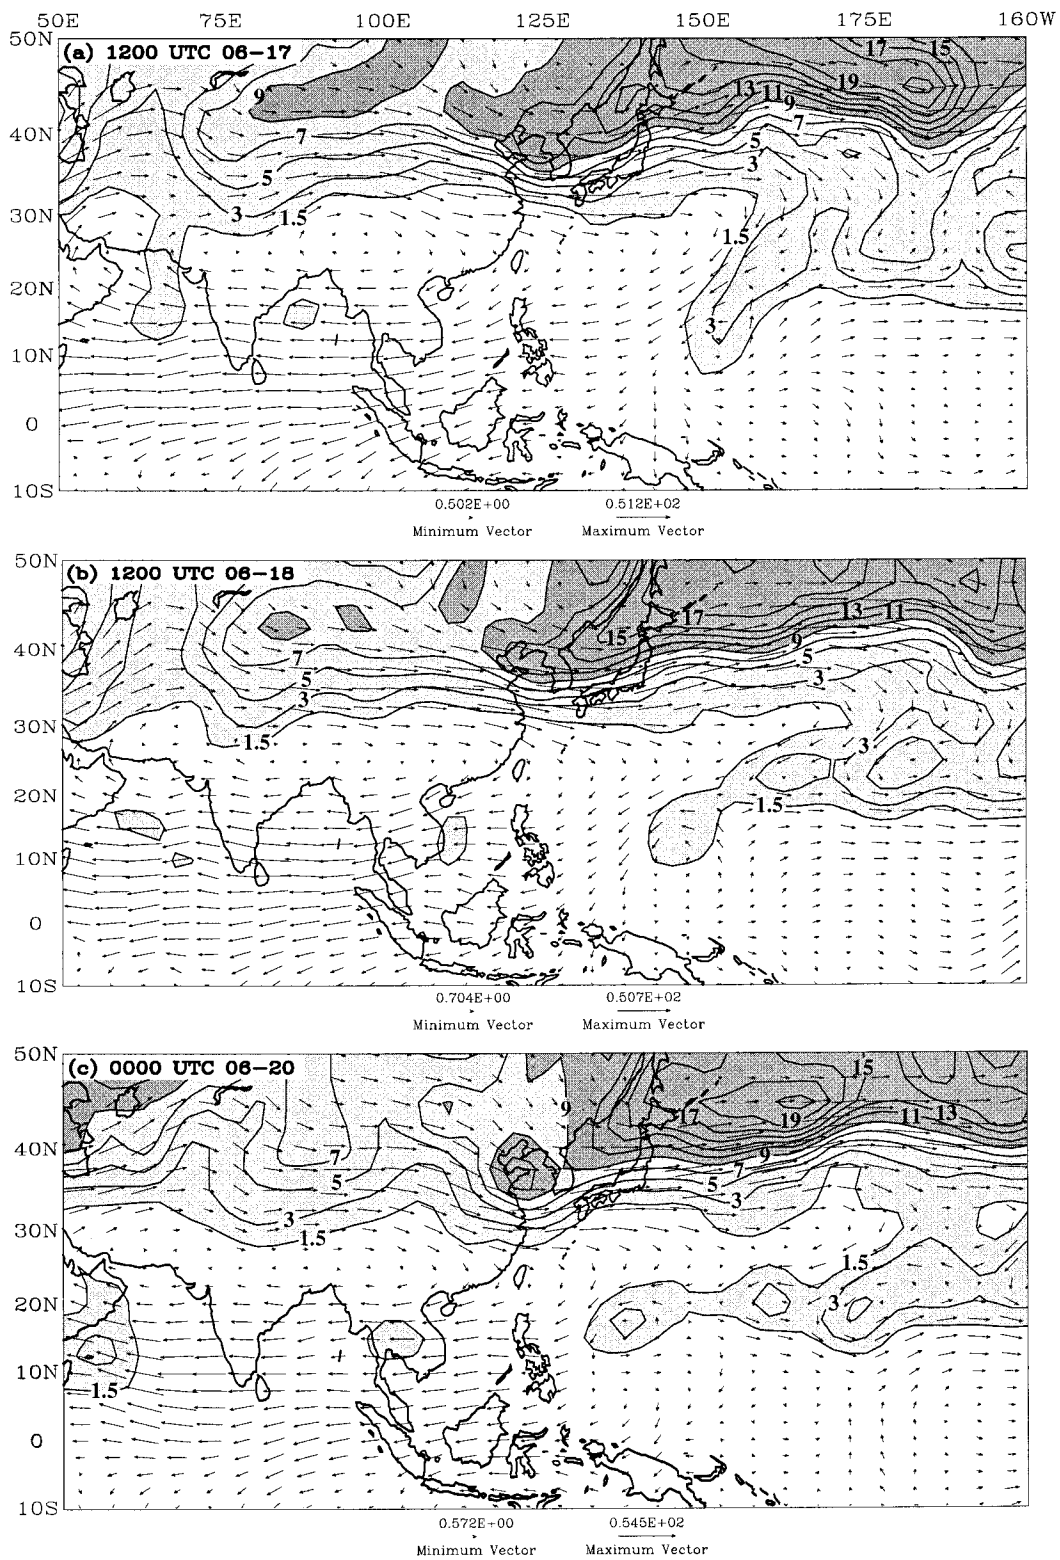 50E 75E 100E 125E 150E 175E 160W
50N
(a) 1200 UTC 06-17
17 15
9 13 11 19
9
40N 7 7
5
5 3
3 1.5
30N
1.5
20N
3
10N
0
10S
0.502E+00 0.512E+02
Minimum Vector Maximum Vector
50N
(b) 1200 UTC 06-18
17 13 11
15
40N 7 9
5 5
3 3
30N
1.5 3
20N
1.5
10N
0
10S
0.704E+00 0.507E+02
Minimum Vector Maximum Vector
50N
(c) 0000 UTC 06-20
15
9 17 19 11 13
40N
7 9
7
5 5
3
3
30N
1.5
1.5
20N 3
10N
1.5
0
10S
0.572E+00 0.545E+02
Minimum Vector Maximum Vector